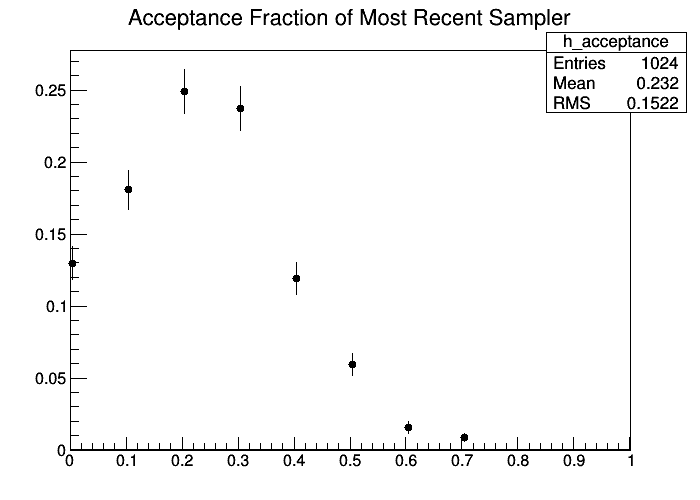 Acceptance Fraction of Most Recent Sampler
h_acceptance
Entries 1024
Mean 0.232
RMS 0.1522
0.25
0.2
0.15
0.1
0.05
0
0 0.1 0.2 0.3 0.4 0.5 0.6 0.7 0.8 0.9 1